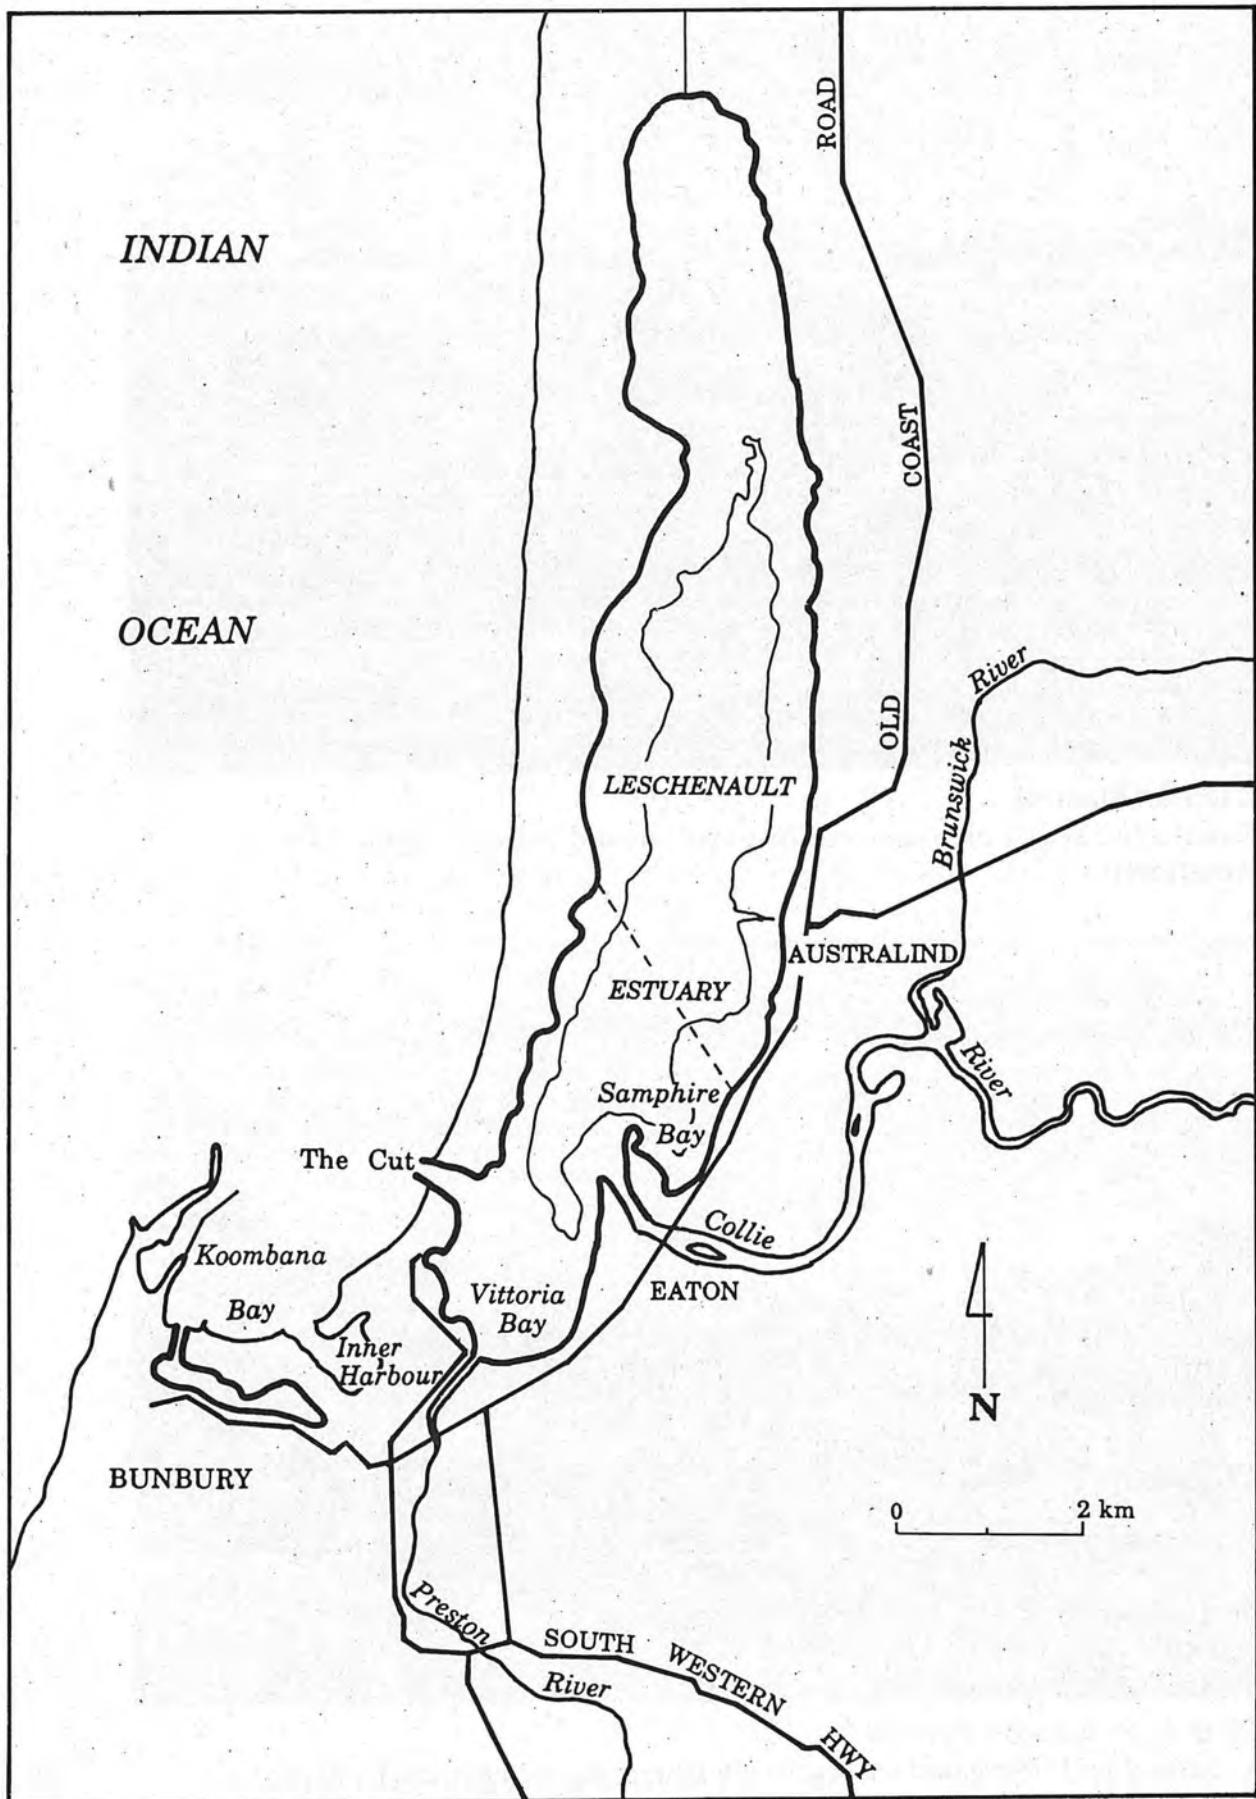 ROAD
INDIAN
COAST
OCEAN
River
OLD
LESCHENAULT
Brunswick
AUSTRALIND
ESTUARY
River
Samphire
Bay
The Cut
Collie
Koombana
Bay
EATON
Vittoria
Bay
Inner
Harbour
N
BUNBURY
0 2 km
Preston
River
SOUTH WESTERN HWY